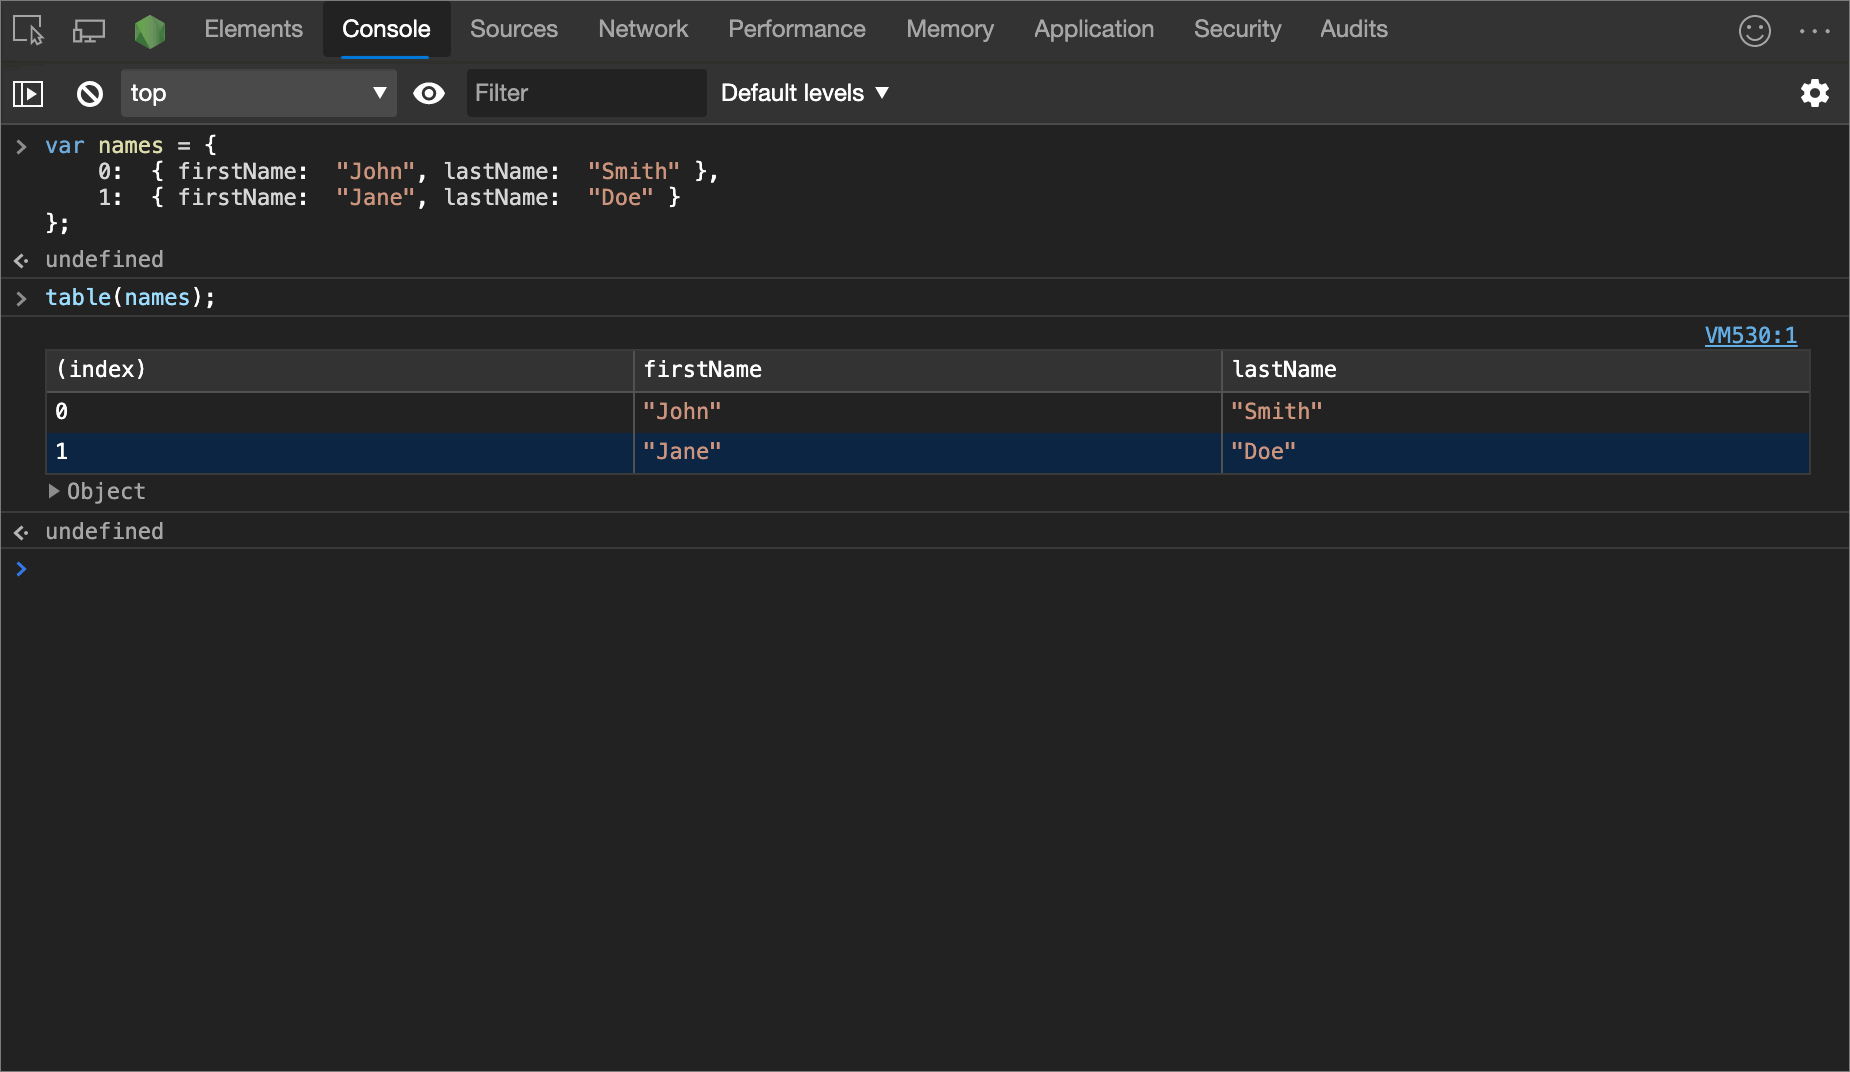 Elements Console Sources Network Performance Memory Application Security Audits
top Filter Default levels
var names = {
0: { firstName: "John", lastName: "Smith" },
1: { firstName: "Jane", lastName: "Doe" }
};
undefined
table(names);
VM530:1
(index) firstName lastName
0 "John" "Smith"
1 "Jane" "Doe"
Object
undefined